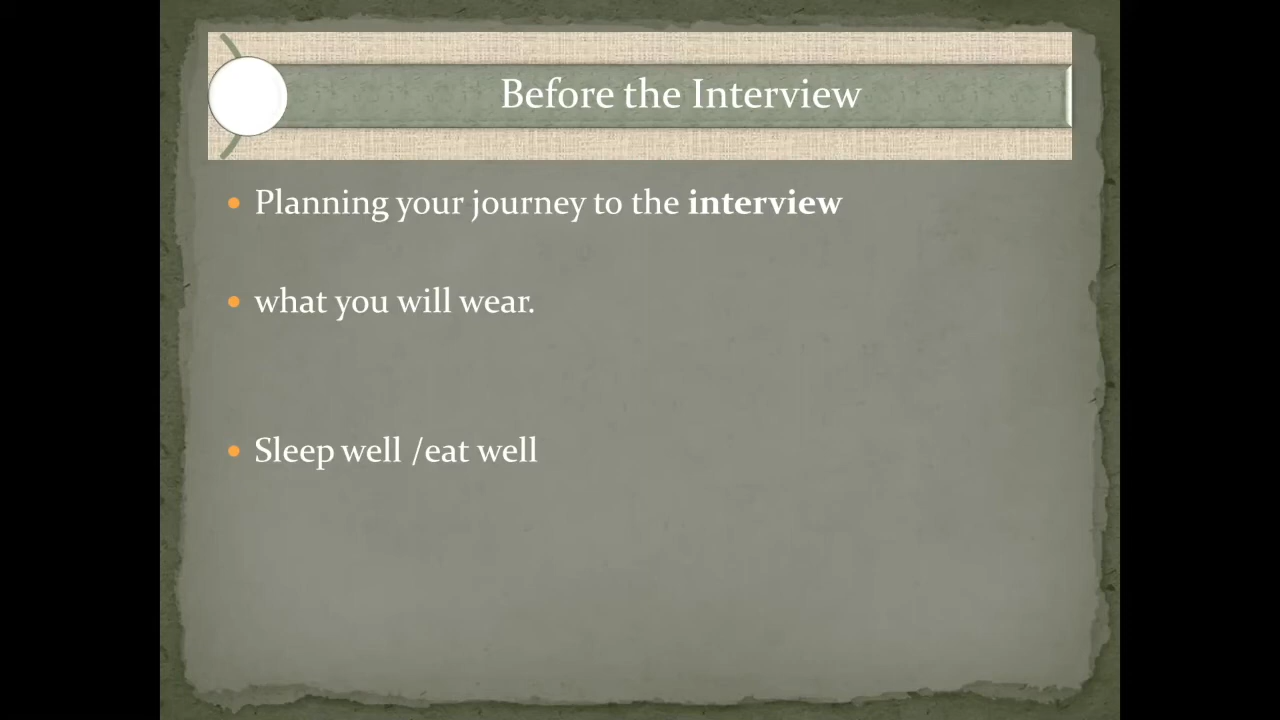 Before the Interview
Planning your journey to the interview
what you will wear.
Sleep well /eat well